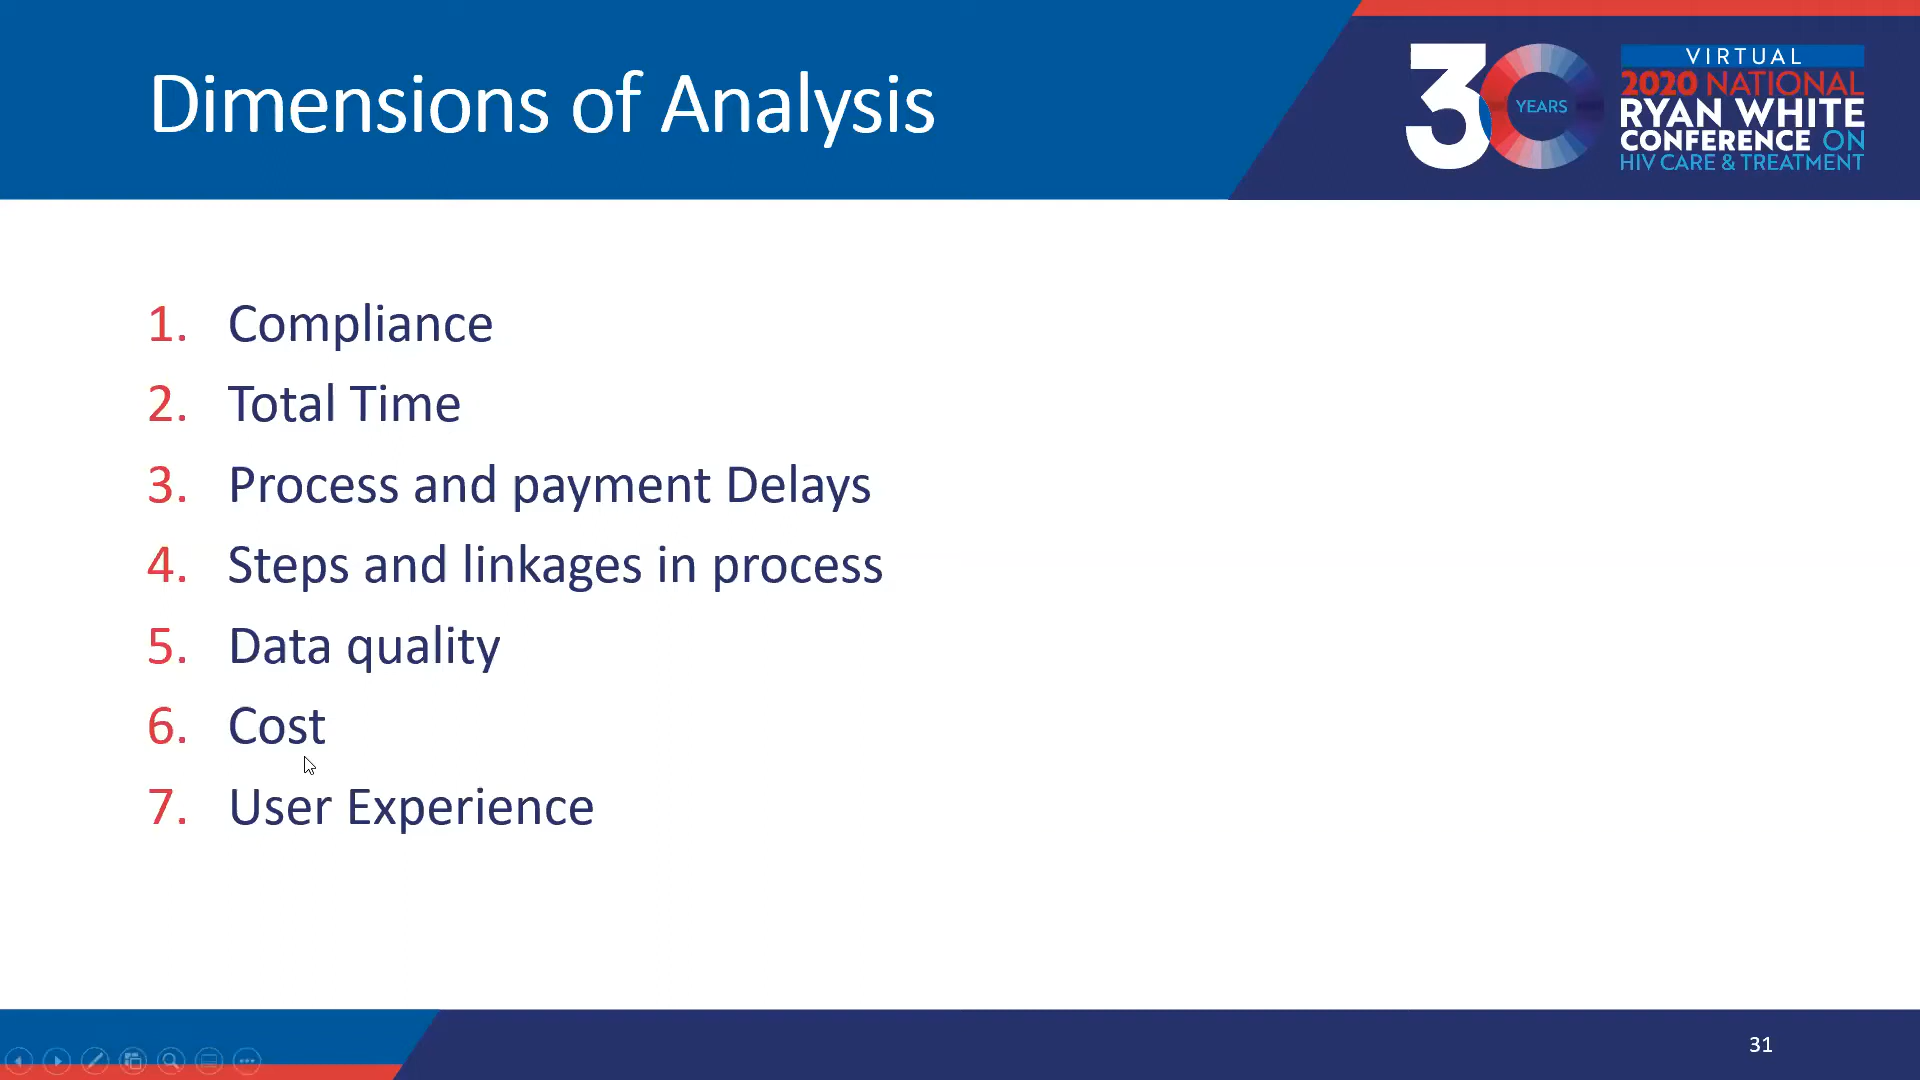 Dimensions of Analysis
30 YEARS
VIRTUAL
2020 NATIONAL
RYAN WHITE
CONFERENCE ON
HIV CARE & TREATMENT
1. Compliance
2. Total Time
3. Process and payment Delays
4. Steps and linkages in process
5. Data quality
6. Cost
7. User Experience
31